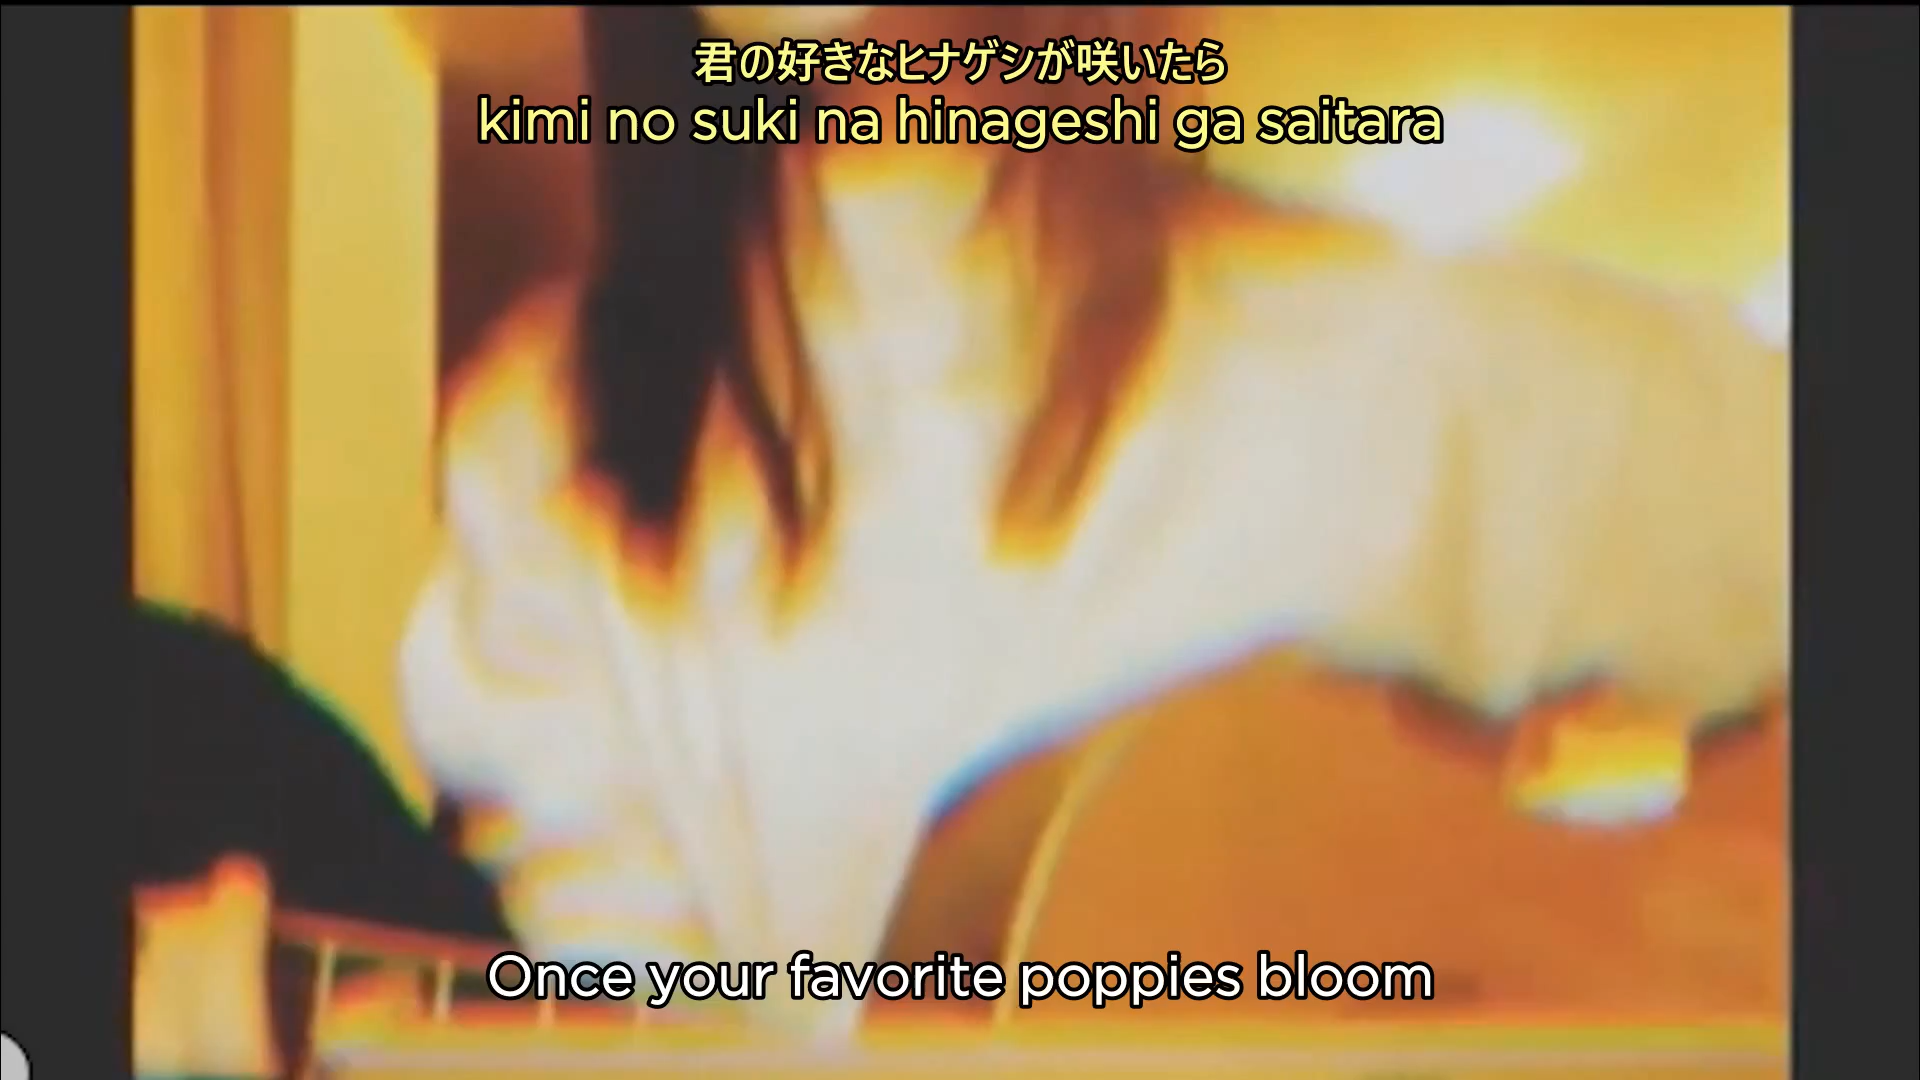 君の好きなヒナゲシが咲いたら
kimi no suki na hinageshi ga saitara
Once your favorite poppies bloom